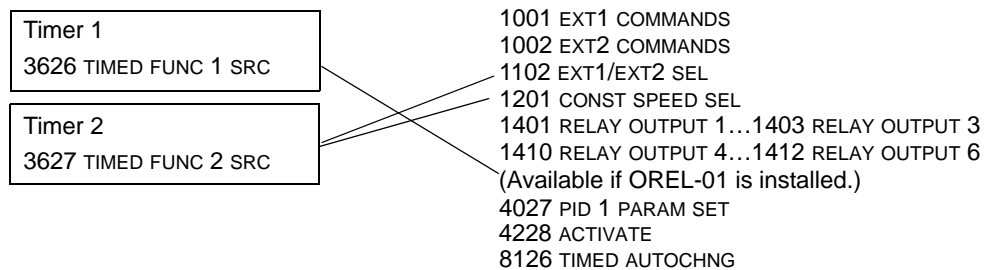 Timer 1
3626 TIMED FUNC 1 SRC
Timer 2
3627 TIMED FUNC 2 SRC
1001 EXT1 COMMANDS
1002 EXT2 COMMANDS
1102 EXT1/EXT2 SEL
1201 CONST SPEED SEL
1401 RELAY OUTPUT 1…1403 RELAY OUTPUT 3
1410 RELAY OUTPUT 4…1412 RELAY OUTPUT 6
(Available if OREL-01 is installed.)
4027 PID 1 PARAM SET
4228 ACTIVATE
8126 TIMED AUTOCHNG